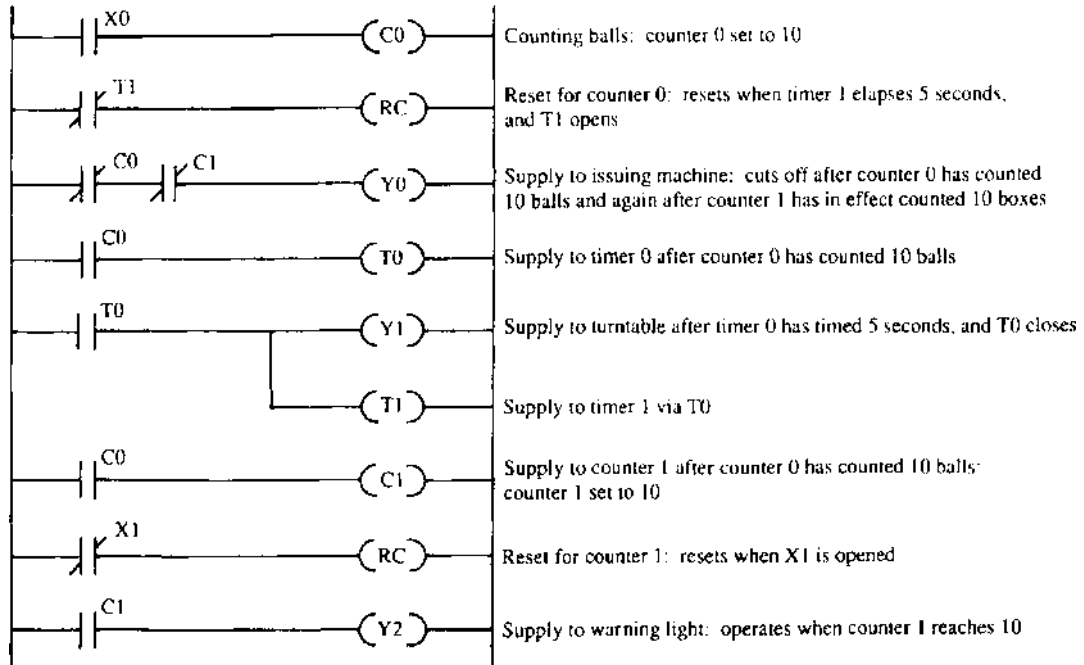 X0
C0
Counting balls: counter 0 set to 10
T1
RC
Reset for counter 0: resets when timer 1 elapses 5 seconds,
and T1 opens
C0 C1
Y0
Supply to issuing machine: cuts off after counter 0 has counted
10 balls and again after counter 1 has in effect counted 10 boxes
C0
T0
Supply to timer 0 after counter 0 has counted 10 balls
T0
Y1
Supply to turntable after timer 0 has timed 5 seconds, and T0 closes
T1
Supply to timer 1 via T0
C0
C1
Supply to counter 1 after counter 0 has counted 10 balls:
counter 1 set to 10
X1
RC
Reset for counter 1: resets when X1 is opened
C1
Y2
Supply to warning light: operates when counter 1 reaches 10